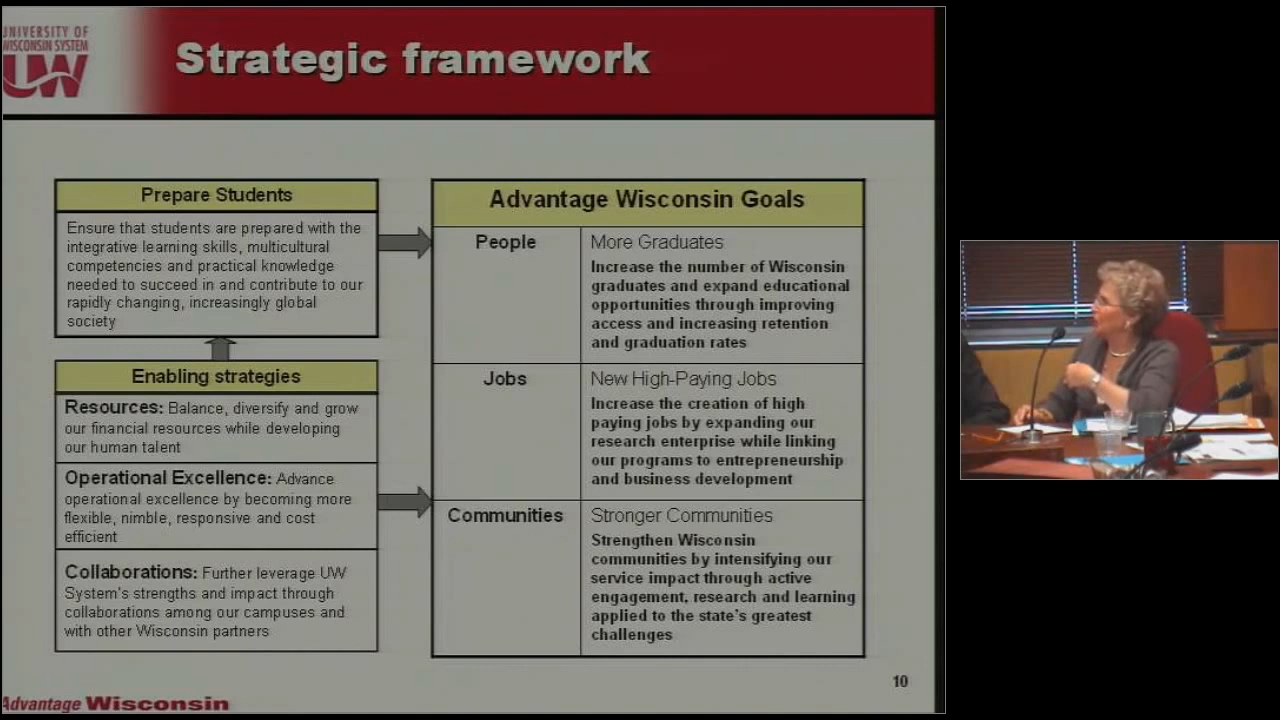 UNIVERSITY OF
WISCONSIN SYSTEM
UW
Strategic framework
Prepare Students
Ensure that students are prepared with the
integrative learning skills, multicultural
competencies and practical knowledge
needed to succeed in and contribute to our
rapidly changing, increasingly global
society
Enabling strategies
Resources: Balance, diversify and grow
our financial resources while developing
our human talent
Operational Excellence: Advance
operational excellence by becoming more
flexible, nimble, responsive and cost
efficient
Collaborations: Further leverage UW
System's strengths and impact through
collaborations among our campuses and
with other Wisconsin partners
Advantage Wisconsin Goals
People
More Graduates
Increase the number of Wisconsin
graduates and expand educational
opportunities through improving
access and increasing retention
and graduation rates
Jobs
New High-Paying Jobs
Increase the creation of high
paying jobs by expanding our
research enterprise while linking
our programs to entrepreneurship
and business development
Communities
Stronger Communities
Strengthen Wisconsin
communities by intensifying our
service impact through active
engagement, research and learning
applied to the state's greatest
challenges
10
Advantage Wisconsin